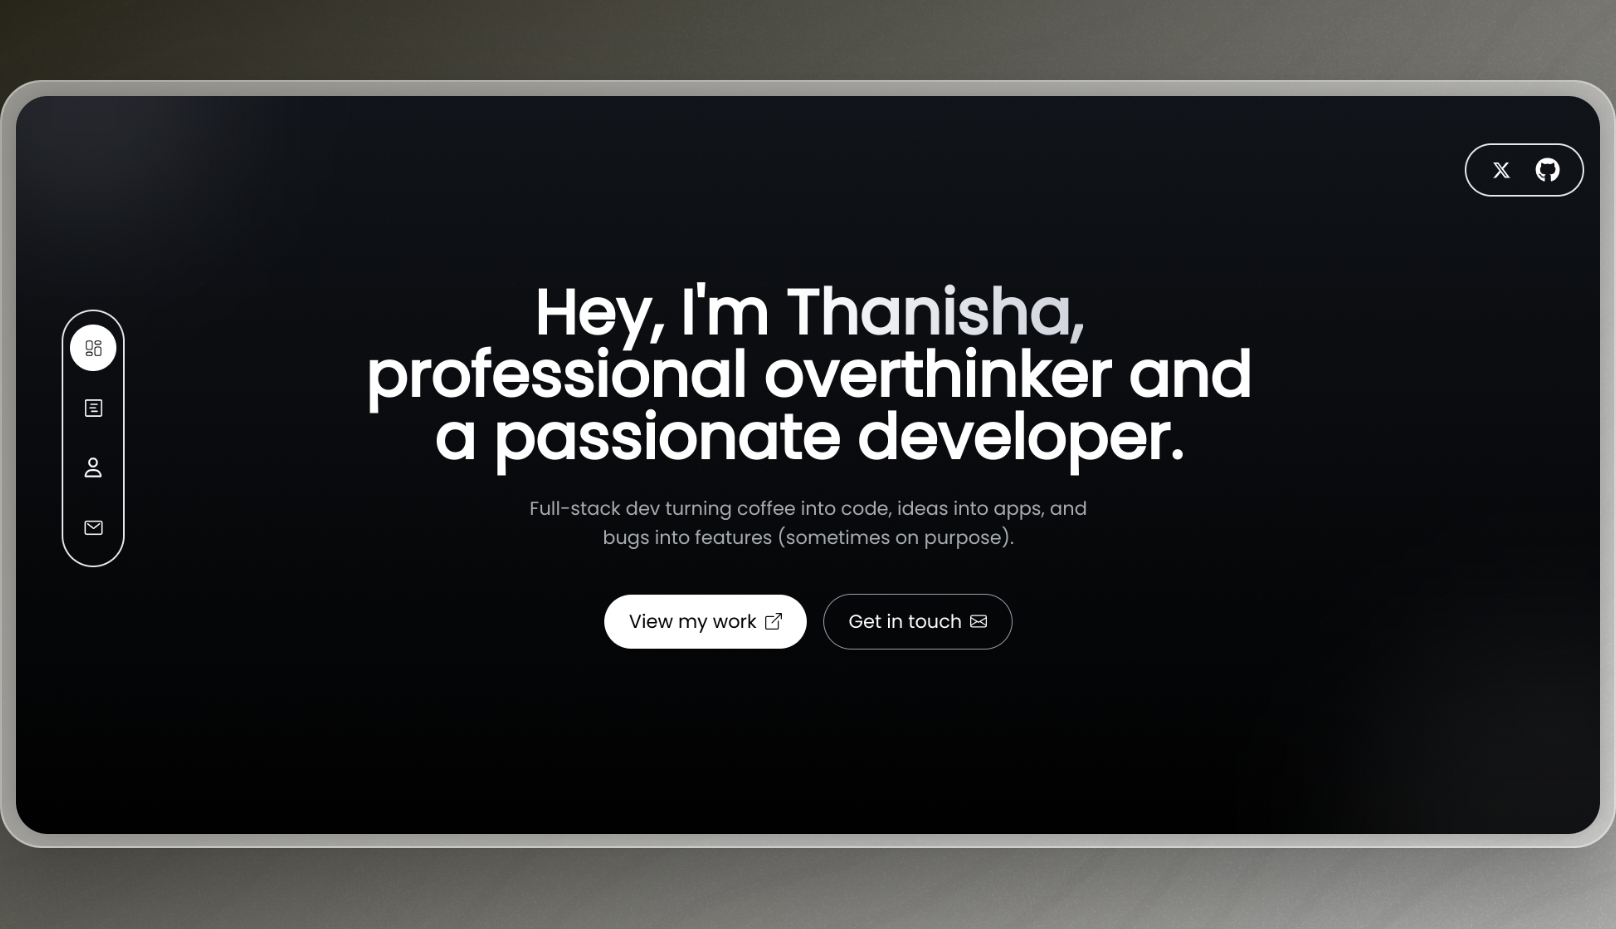 Hey, I'm Thanisha,
professional overthinker and
a passionate developer.
Full-stack dev turning coffee into code, ideas into apps, and
bugs into features (sometimes on purpose).
View my work
Get in touch